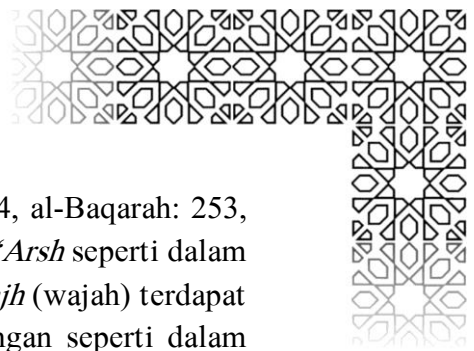 4, al-Baqarah: 253,
‘Arsh seperti dalam
jh (wajah) terdapat
ngan seperti dalam